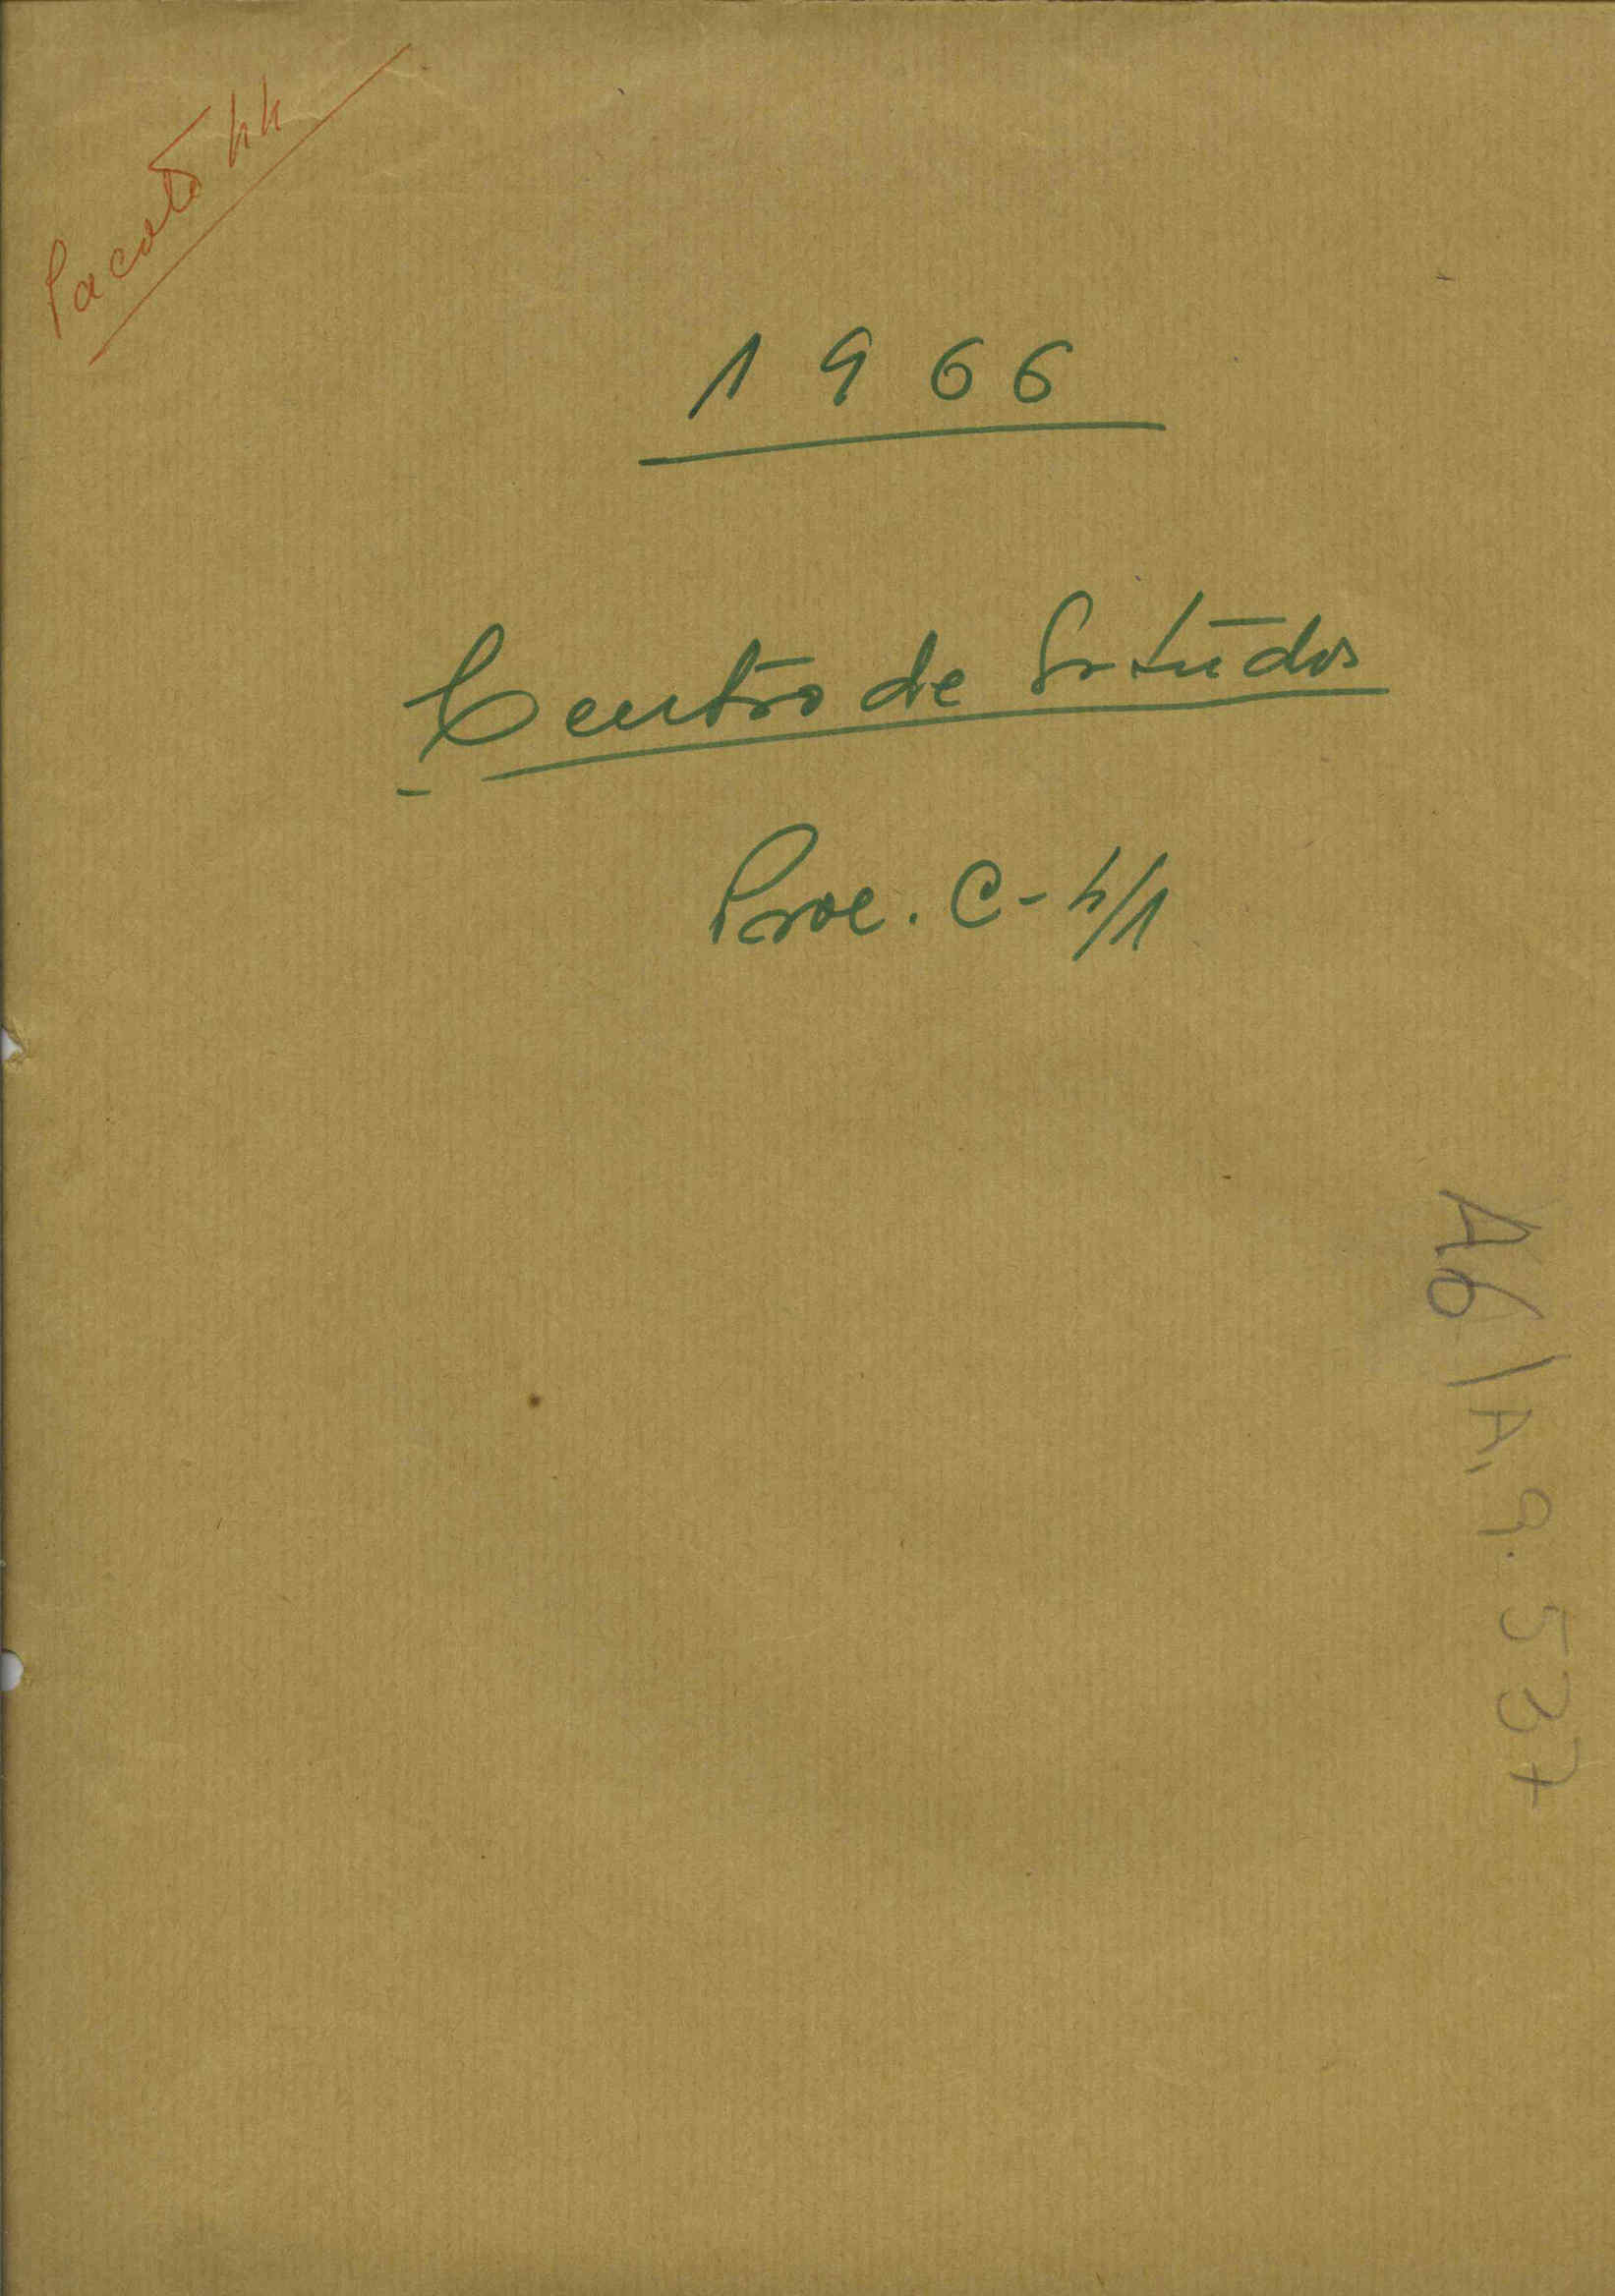 Pacote 44
1966
Centro de Estudos
Proc. C-4/1
A6/A.9.537